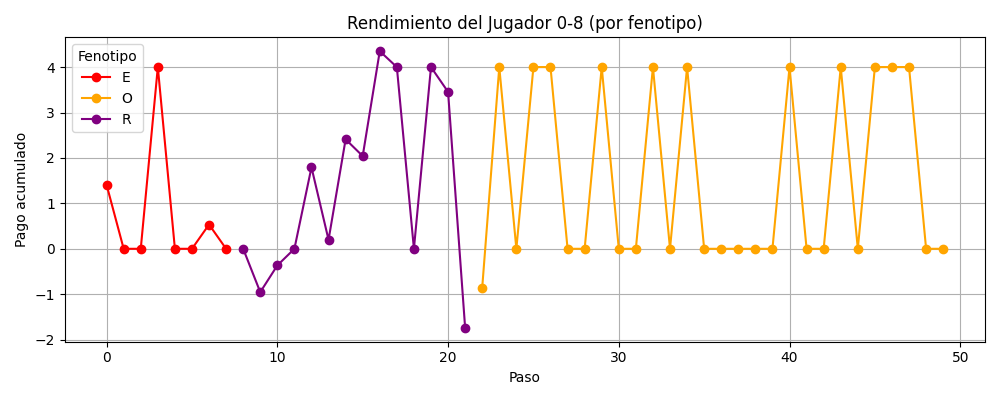 Rendimiento del Jugador 0-8 (por fenotipo)
Fenotipo
E
O
R
Pago acumulado
4
3
2
1
0
−1
−2
0
10
20
30
40
50
Paso